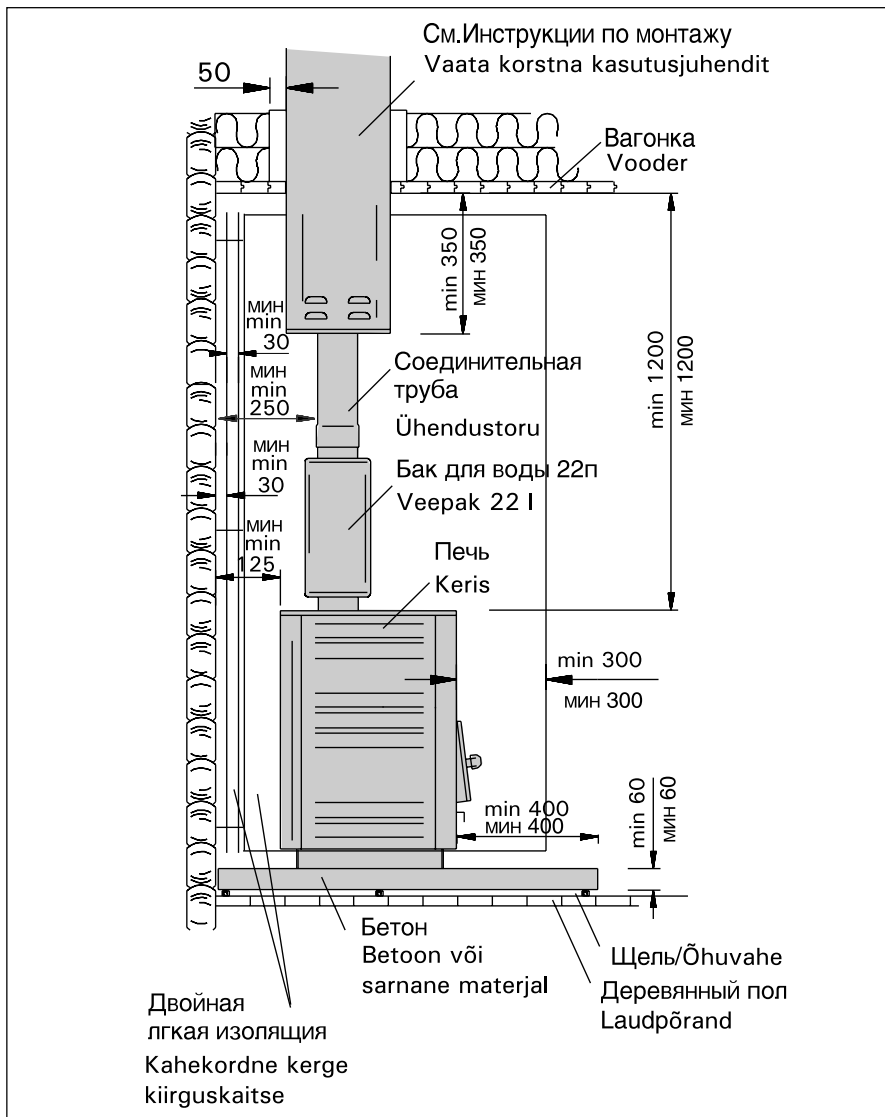 См.Инструкции по монтажу
Vaata korstna kasutusjuhendit
50
Вагонка
Vooder
min 350
мин 350
мин
min
30
min 1200
мин 1200
Соединительная
труба
мин
min
250
Ühendustoru
мин
min
30
Бак для воды 22п
Veepak 22 l
мин
min
125
Печь
Keris
min 300
мин 300
min 400
мин 400
min 60
мин 60
Бетон
Betoon või
sarnane materjal
Щель/Õhuvahe
Деревянный пол
Laudpõrand
Двойная
лгкая изолящия
Kahekordne kerge
kiirguskaitse